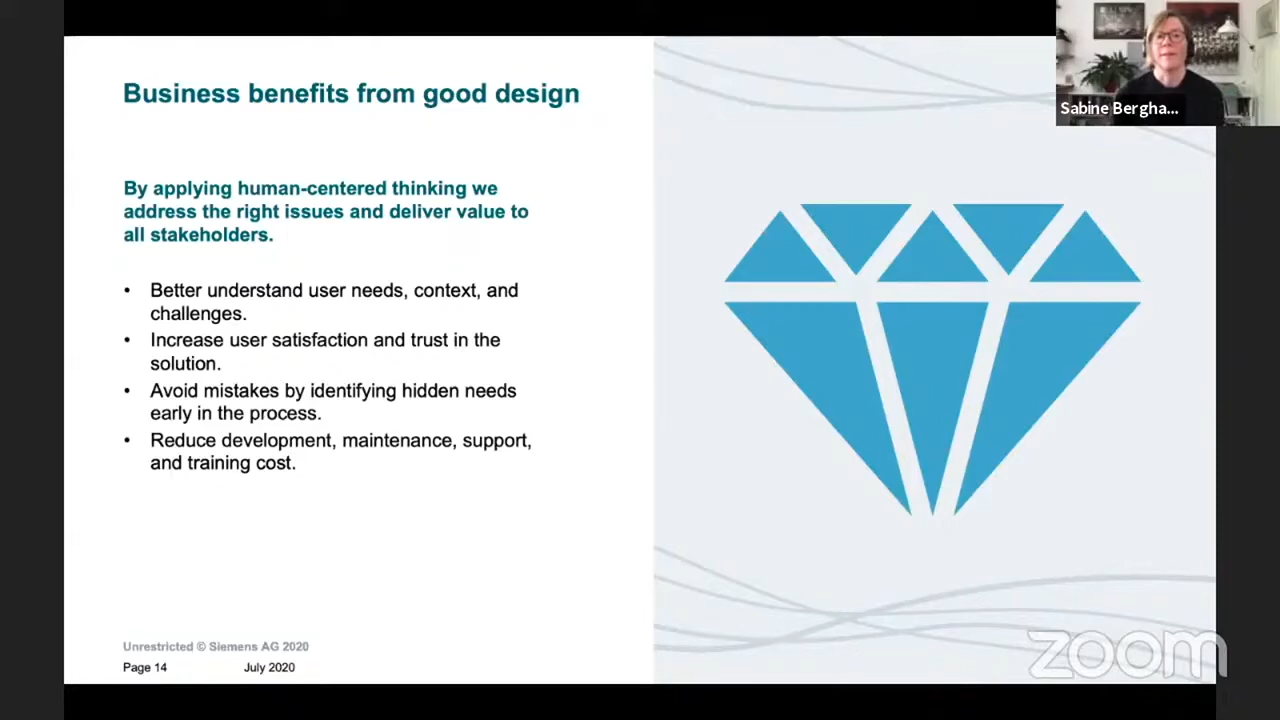 Business benefits from good design
Sabine Bergha...
By applying human-centered thinking we
address the right issues and deliver value to
all stakeholders.
• Better understand user needs, context, and
challenges.
• Increase user satisfaction and trust in the
solution.
• Avoid mistakes by identifying hidden needs
early in the process.
• Reduce development, maintenance, support,
and training cost.
Unrestricted © Siemens AG 2020
Page 14 July 2020
zoom